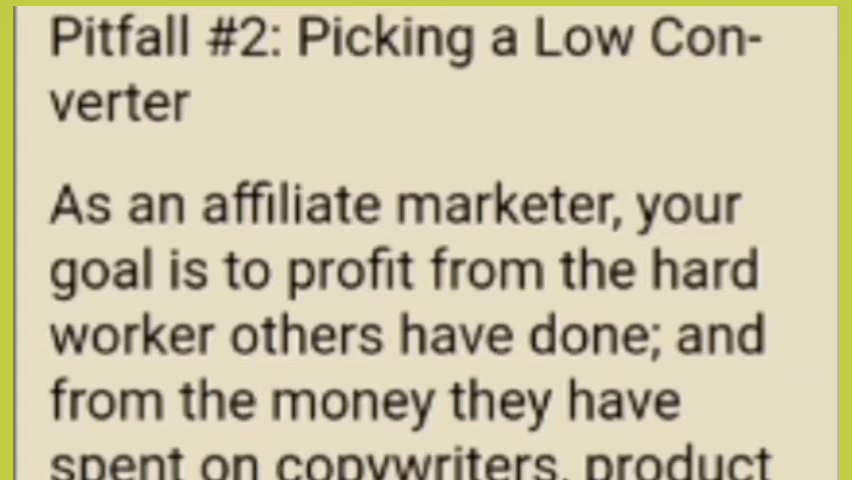 Pitfall #2: Picking a Low Con-
verter
As an affiliate marketer, your
goal is to profit from the hard
worker others have done; and
from the money they have
spent on copywriters, product